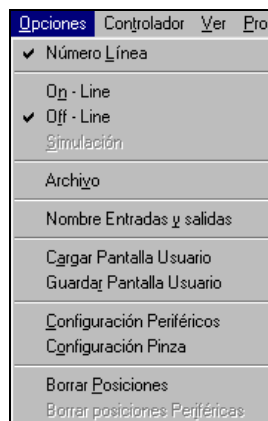 Opciones Controlador Ver Pro
Número Línea
On - Line
Off - Line
Simulación
Archivo
Nombre Entradas y salidas
Cargar Pantalla Usuario
Guardar Pantalla Usuario
Configuración Periféricos
Configuración Pinza
Borrar Posiciones
Borrar posiciones Periféricas